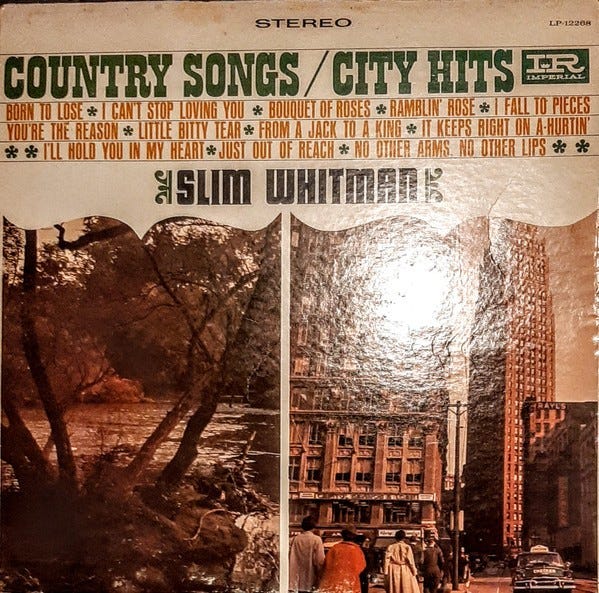 STEREO
LP-12268
COUNTRY SONGS/CITY HITS
IR
IMPERIAL
BORN TO LOSE * I CAN'T STOP LOVING YOU * BOUQUET OF ROSES * RAMBLIN' ROSE * I FALL TO PIECES
YOU'RE THE REASON * LITTLE BITTY TEAR * FROM A JACK TO A KING * IT KEEPS RIGHT ON A-HURTIN'
* * I'LL HOLD YOU IN MY HEART * JUST OUT OF REACH * NO OTHER ARMS, NO OTHER LIPS * *
SLIM WHITMAN